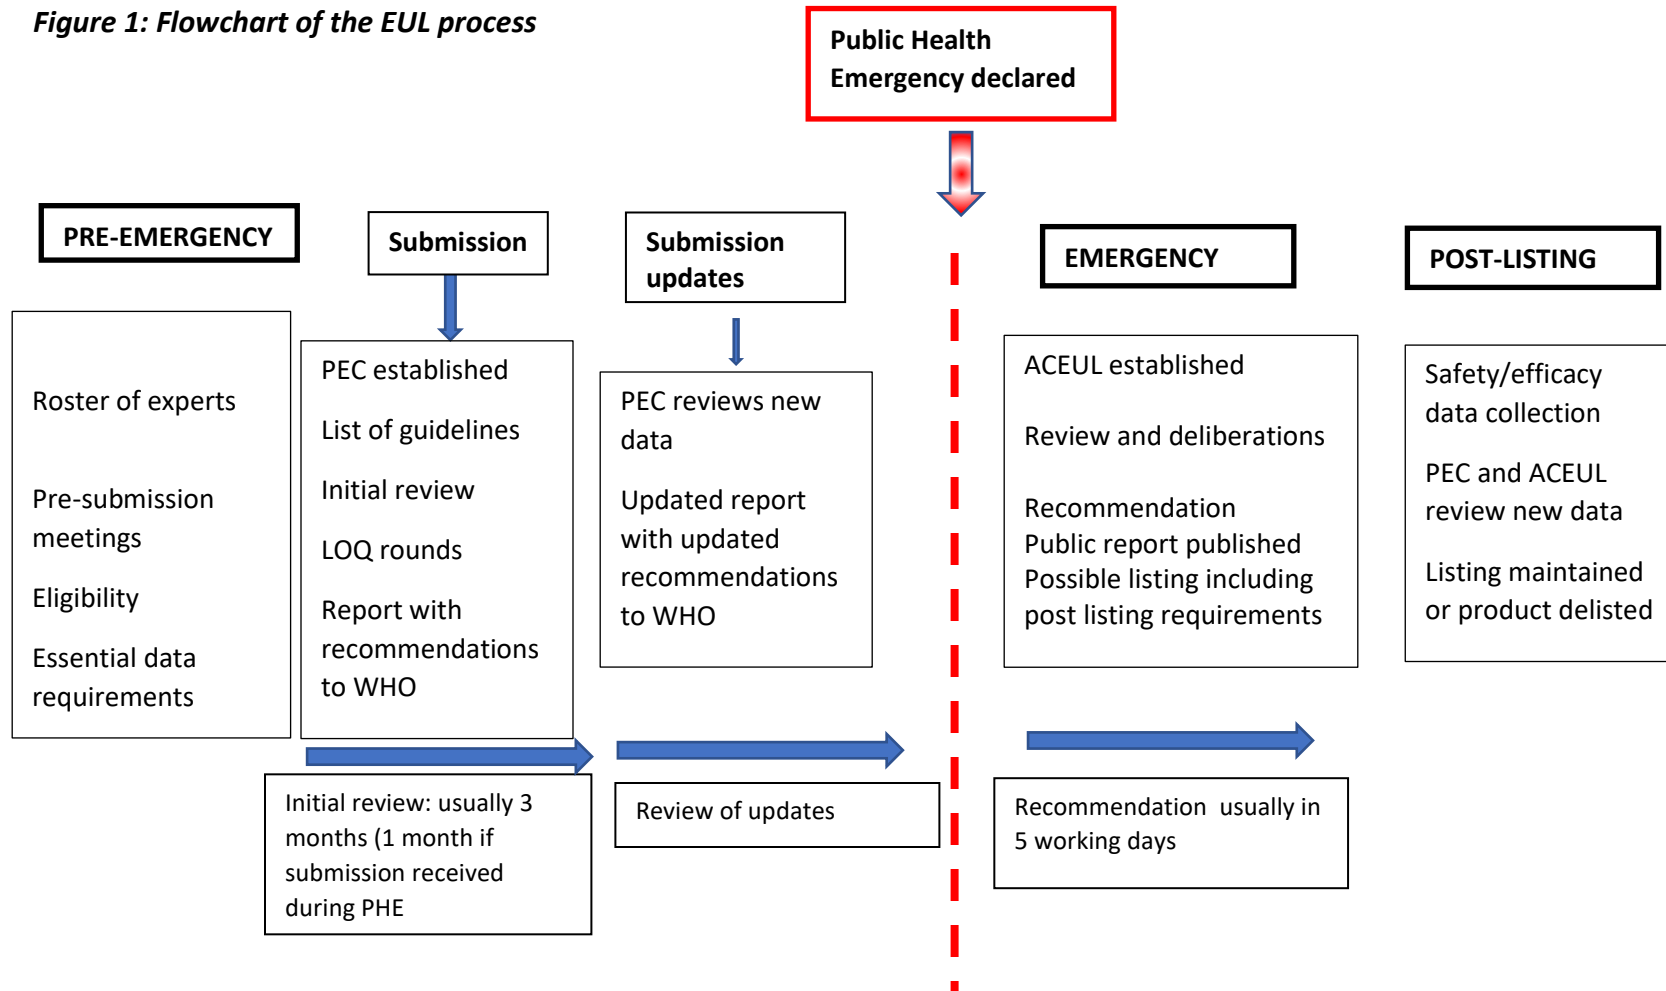 Figure 1: Flowchart of the EUL process
Public Health
Emergency declared
PRE-EMERGENCY
Submission
Submission
updates
EMERGENCY
POST-LISTING
Roster of experts
Pre-submission
meetings
Eligibility
Essential data
requirements
PEC established
List of guidelines
Initial review
LOQ rounds
Report with
recommendations
to WHO
PEC reviews new
data
Updated report
with updated
recommendations
to WHO
ACEUL established
Review and deliberations
Recommendation
Public report published
Possible listing including
post listing requirements
Safety/efficacy
data collection
PEC and ACEUL
review new data
Listing maintained
or product delisted
Initial review: usually 3
months (1 month if
submission received
during PHE
Review of updates
Recommendation  usually in
5 working days